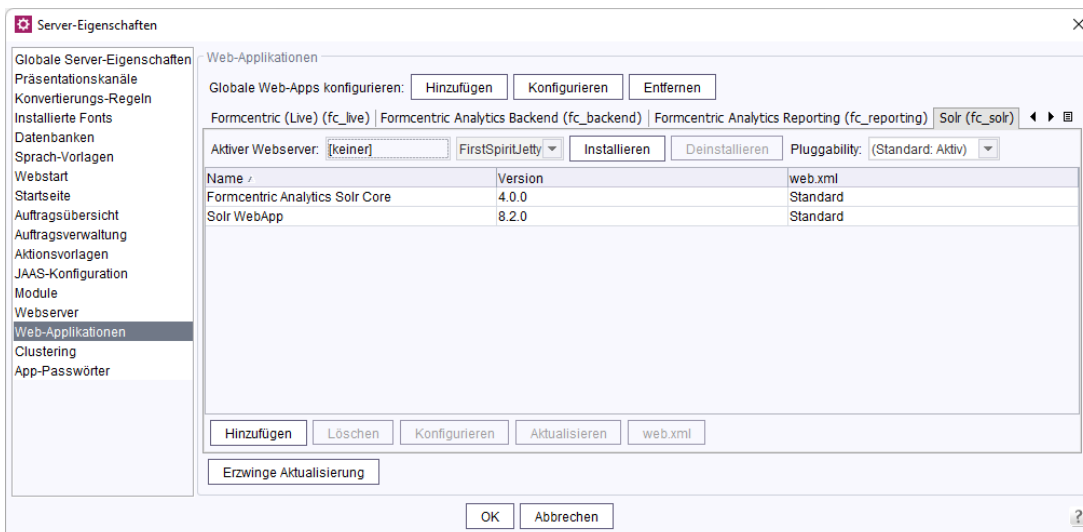 Server-Eigenschaften
Globale Server-Eigenschaften
Präsentationskanäle
Konvertierungs-Regeln
Installierte Fonts
Datenbanken
Sprach-Vorlagen
Webstart
Startseite
Auftragsübersicht
Auftragsverwaltung
Aktionsvorlagen
JAAS-Konfiguration
Module
Webserver
Web-Applikationen
Clustering
App-Passwörter
Web-Applikationen
Globale Web-Apps konfigurieren: Hinzufügen Konfigurieren Entfernen
Formcentric (Live) (fc_live) Formcentric Analytics Backend (fc_backend) Formcentric Analytics Reporting (fc_reporting) Solr (fc_solr)
Aktiver Webserver: [keiner] FirstSpiritJetty Installieren Deinstallieren Pluggability: (Standard: Aktiv)
Name Version web.xml
Formcentric Analytics Solr Core 4.0.0 Standard
Solr WebApp 8.2.0 Standard
Hinzufügen Löschen Konfigurieren Aktualisieren web.xml
Erzwinge Aktualisierung
OK Abbrechen
?